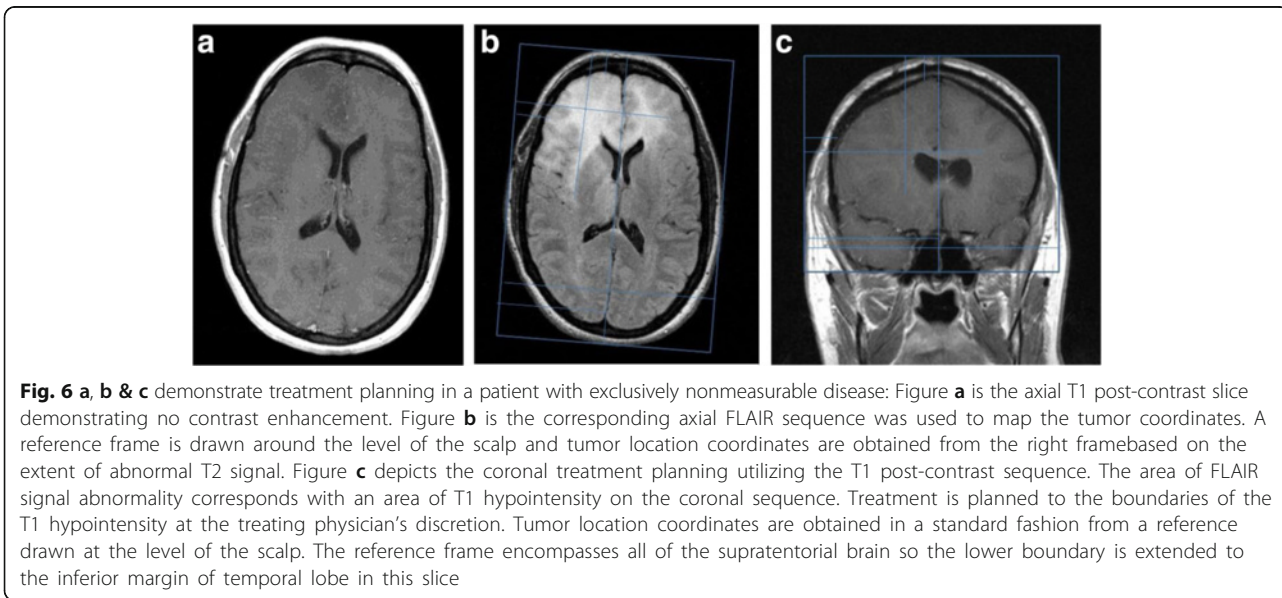 a b c
Fig. 6 a, b & c demonstrate treatment planning in a patient with exclusively nonmeasurable disease: Figure a is the axial T1 post-contrast slice
demonstrating no contrast enhancement. Figure b is the corresponding axial FLAIR sequence was used to map the tumor coordinates. A
reference frame is drawn around the level of the scalp and tumor location coordinates are obtained from the right framebased on the
extent of abnormal T2 signal. Figure c depicts the coronal treatment planning utilizing the T1 post-contrast sequence. The area of FLAIR
signal abnormality corresponds with an area of T1 hypointensity on the coronal sequence. Treatment is planned to the boundaries of the
T1 hypointensity at the treating physician's discretion. Tumor location coordinates are obtained in a standard fashion from a reference
drawn at the level of the scalp. The reference frame encompasses all of the supratentorial brain so the lower boundary is extended to
the inferior margin of temporal lobe in this slice